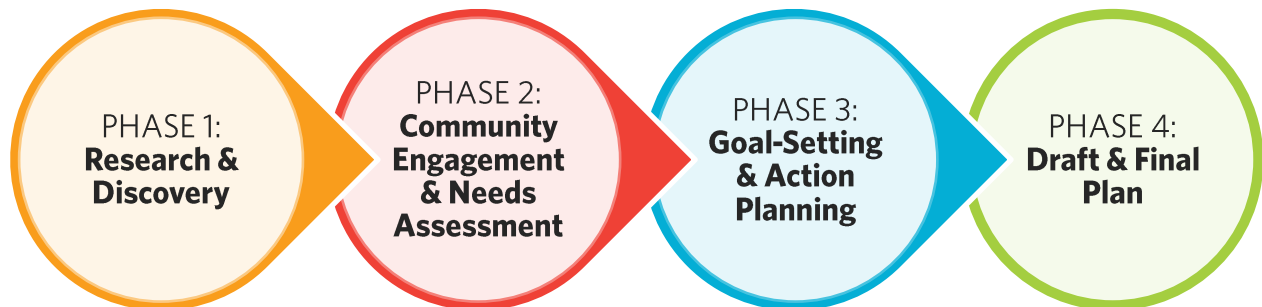 PHASE 1:
Research &
Discovery
PHASE 2:
Community
Engagement
& Needs
Assessment
PHASE 3:
Goal-Setting
& Action
Planning
PHASE 4:
Draft & Final
Plan